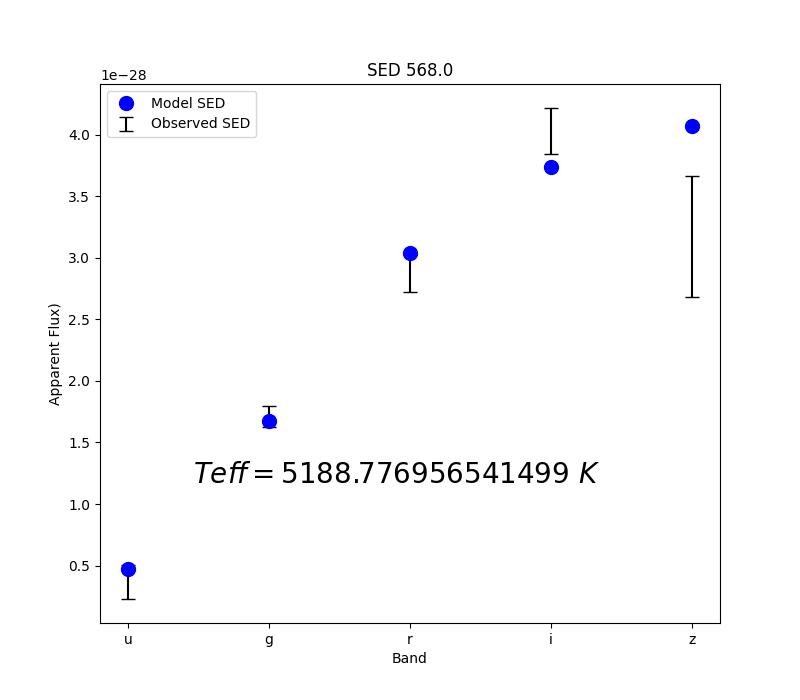 SED 568.0
1e−28
Model SED
Observed SED
4.0
3.5
3.0
2.5
2.0
1.5
1.0
0.5
Apparent Flux)
Teff = 5188.776956541499 K
u g r i z
Band